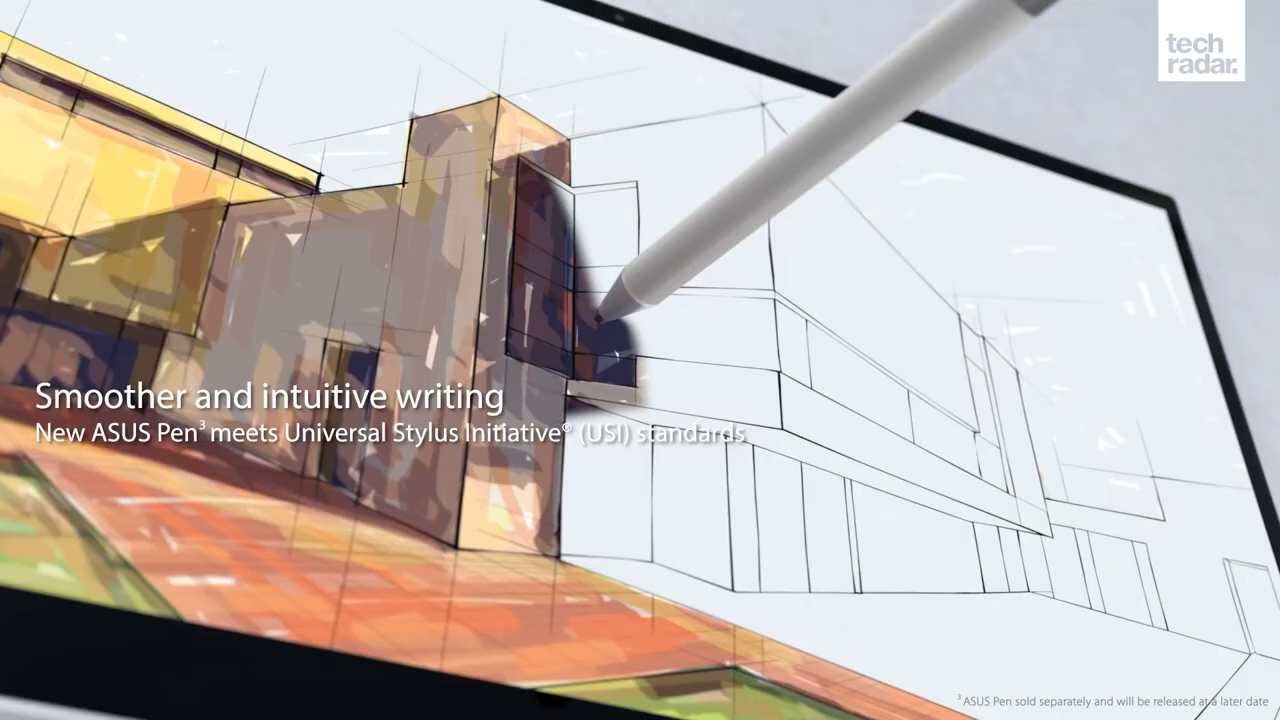 tech
radar.
Smoother and intuitive writing
New ASUS Pen³ meets Universal Stylus Initiative® (USI) standards
³ ASUS Pen sold separately and will be released at a later date